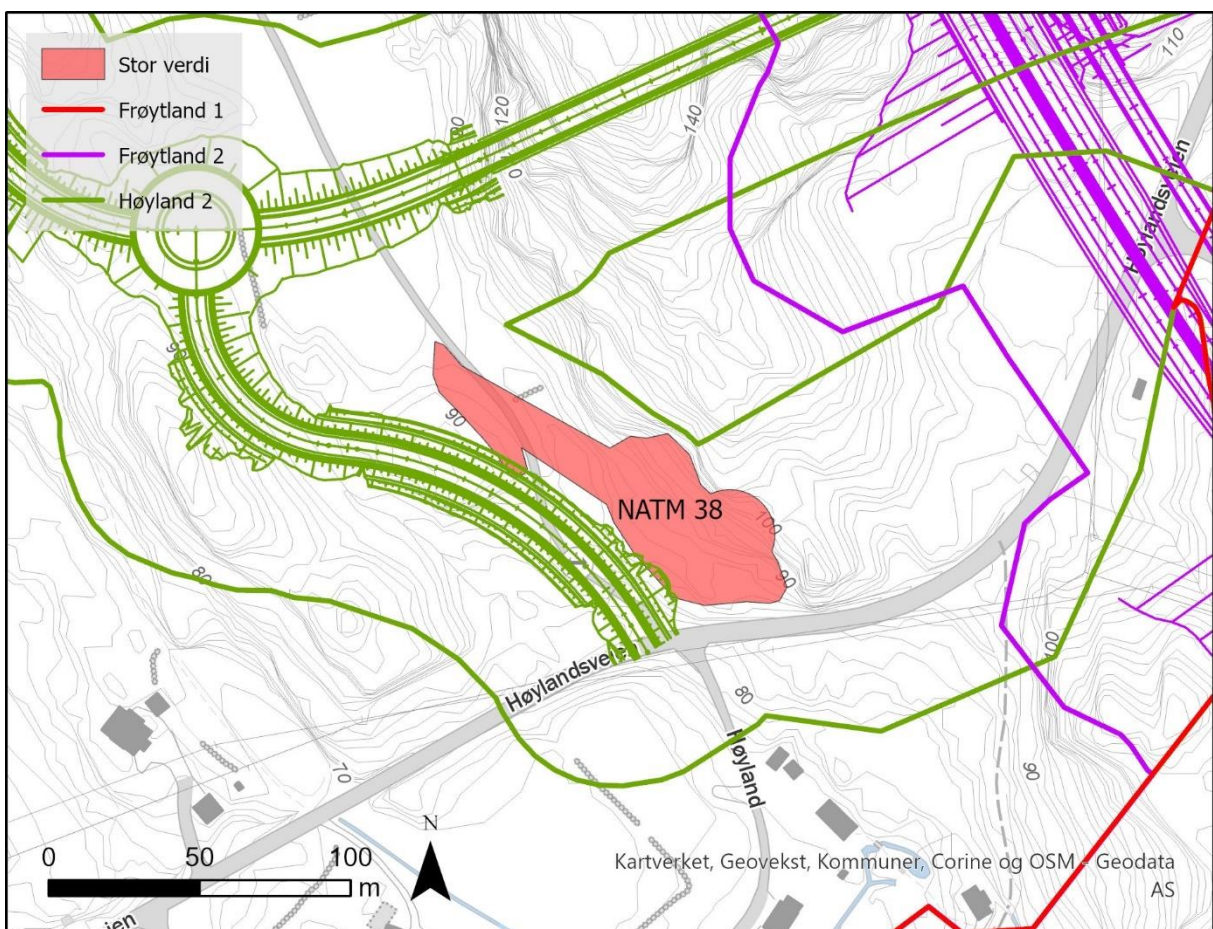 Stor verdi
Frøytland 1
Frøytland 2
Høyland 2
120
0
140
110
Høylandsveien
90
NATM 38
100
90
80
Høylandsveien
80
100
Høyland
70
90
N
0 50 100
m
Kartverket, Geovekst, Kommuner, Corine og OSM - Geodata
AS